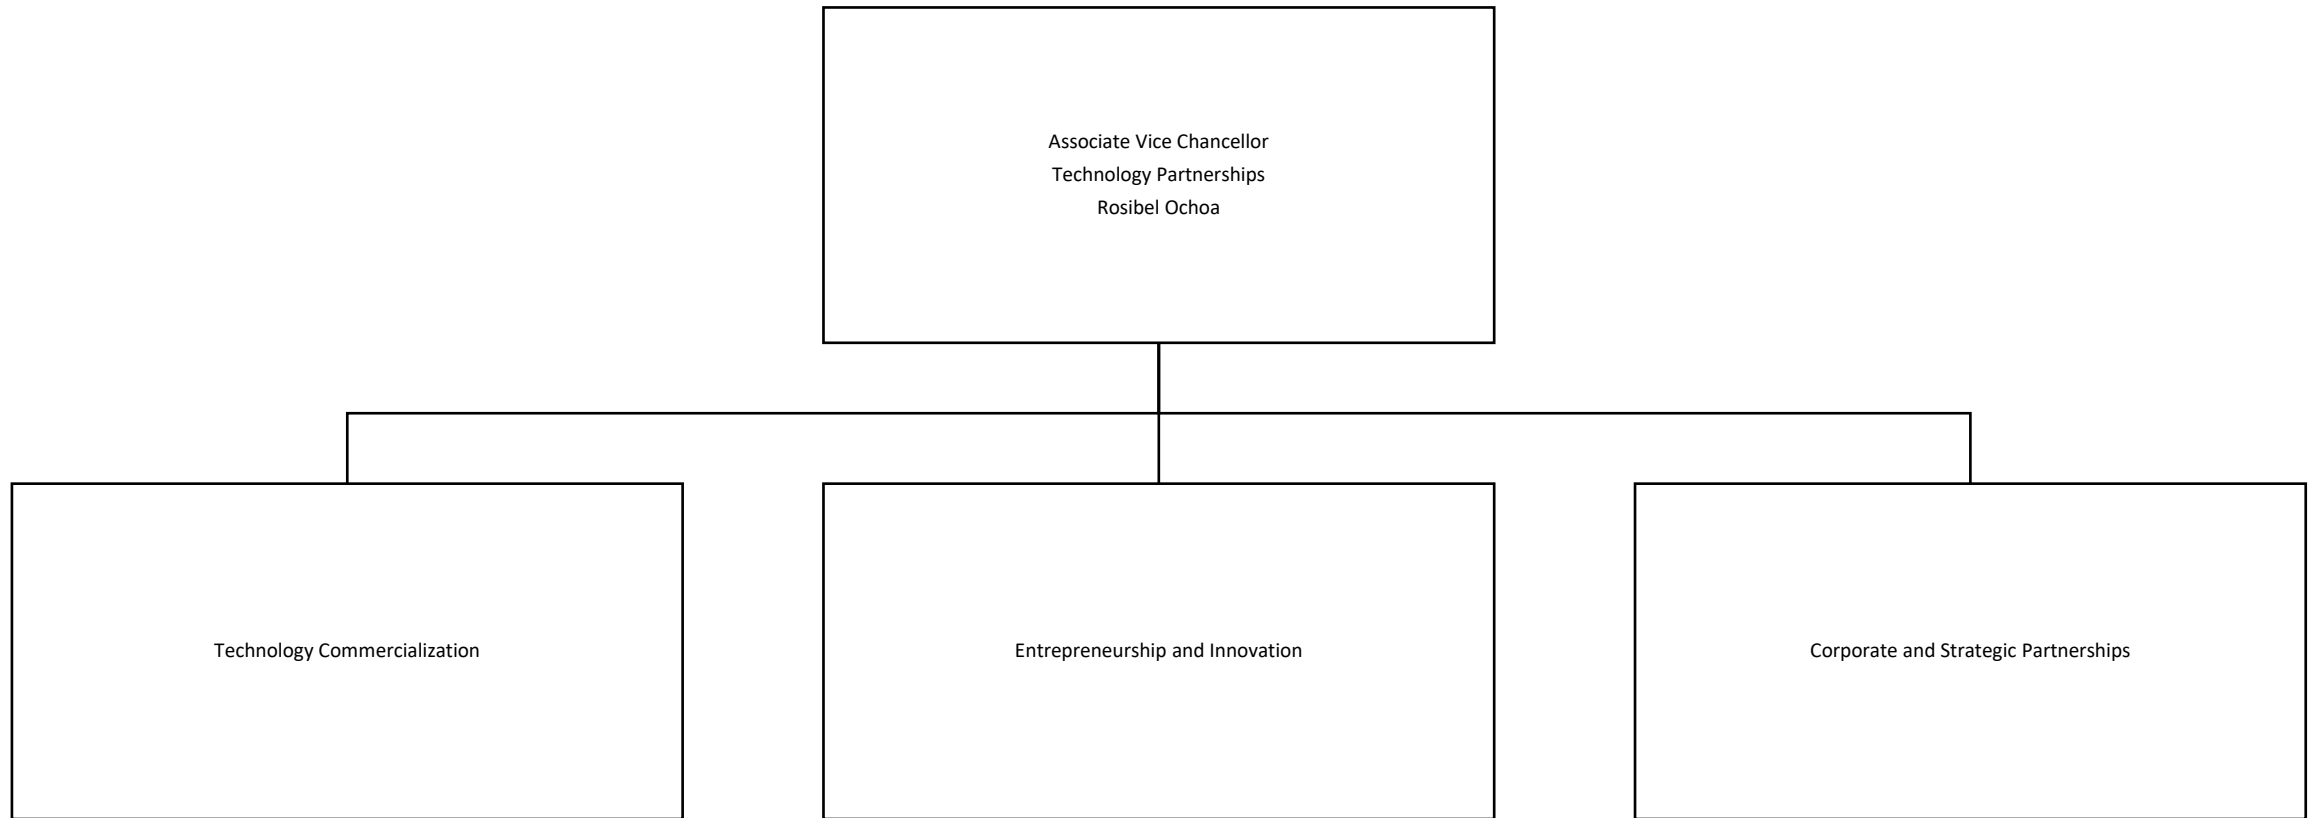 Associate Vice Chancellor
Technology Partnerships
Rosibel Ochoa
Technology Commercialization
Entrepreneurship and Innovation
Corporate and Strategic Partnerships